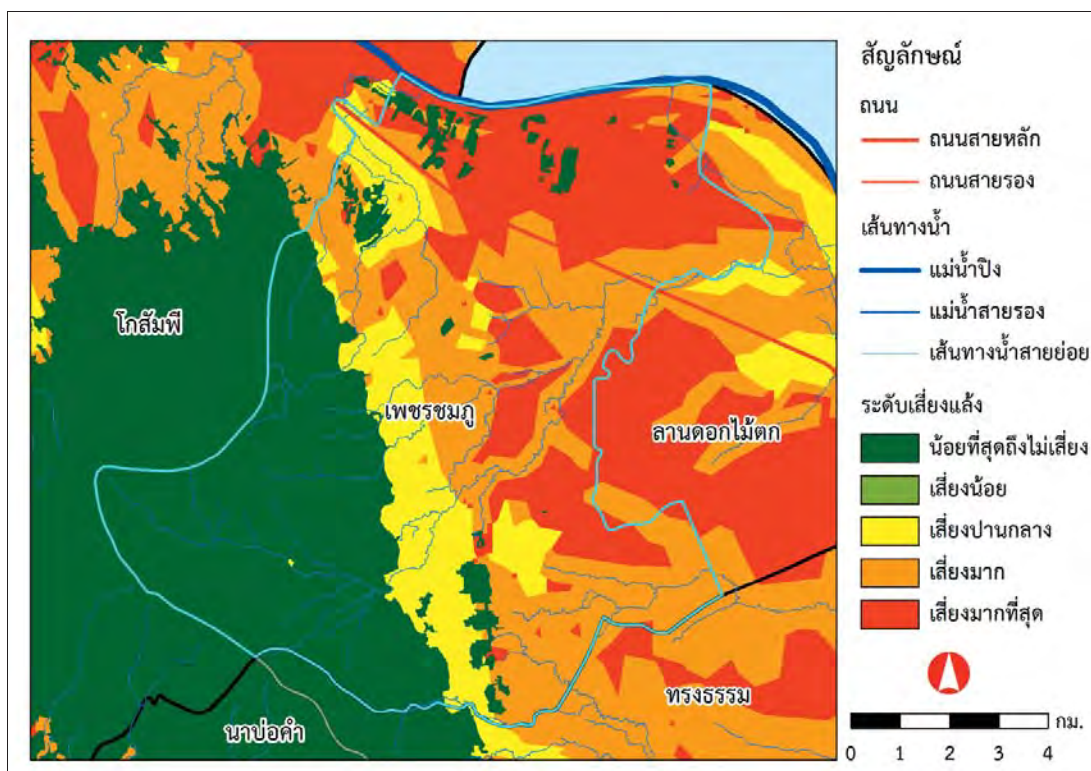 โกสัมพี
เพชรชมภู
ลานดอกไม้ตก
ทรงธรรม
นาบ่อคำ
สัญลักษณ์
ถนน
ถนนสายหลัก
ถนนสายรอง
เส้นทางน้ำ
แม่น้ำปิง
แม่น้ำสายรอง
เส้นทางน้ำสายย่อย
ระดับเสี่ยงแล้ง
น้อยที่สุดถึงไม่เสี่ยง
เสี่ยงน้อย
เสี่ยงปานกลาง
เสี่ยงมาก
เสี่ยงมากที่สุด
กม.
0 1 2 3 4